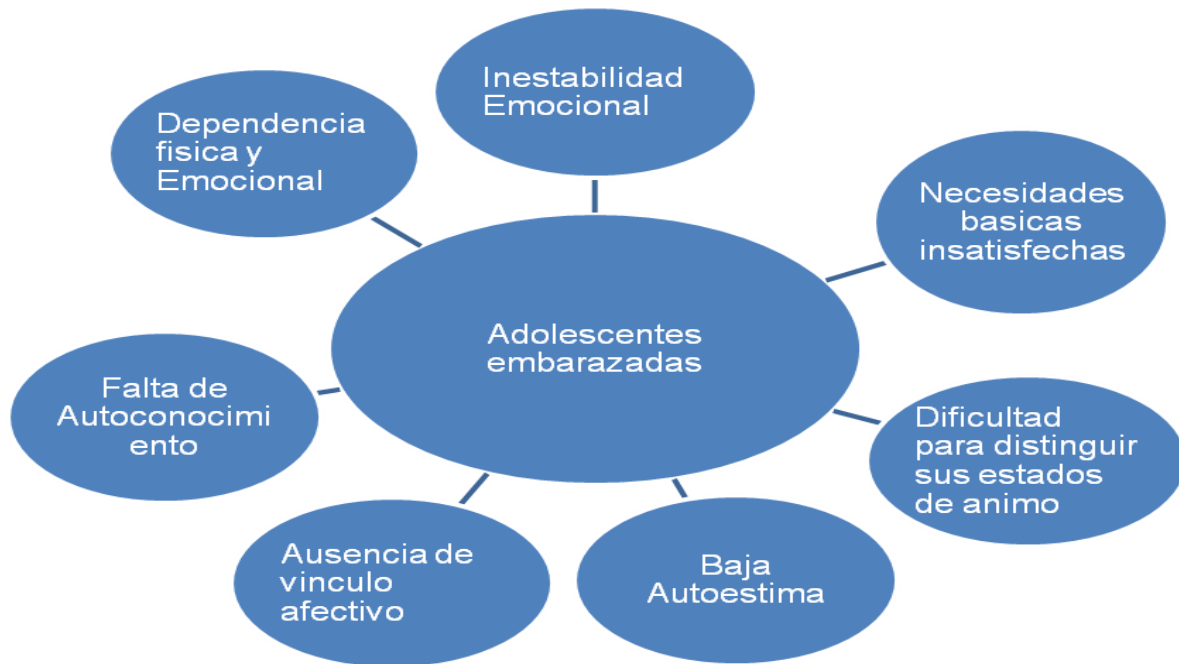 Inestabilidad
Emocional
Dependencia
fisica y
Emocional
Necesidades
basicas
insatisfechas
Adolescentes
embarazadas
Falta de
Autoconocimi
ento
Dificultad
para distinguir
sus estados
de animo
Ausencia de
vinculo
afectivo
Baja
Autoestima